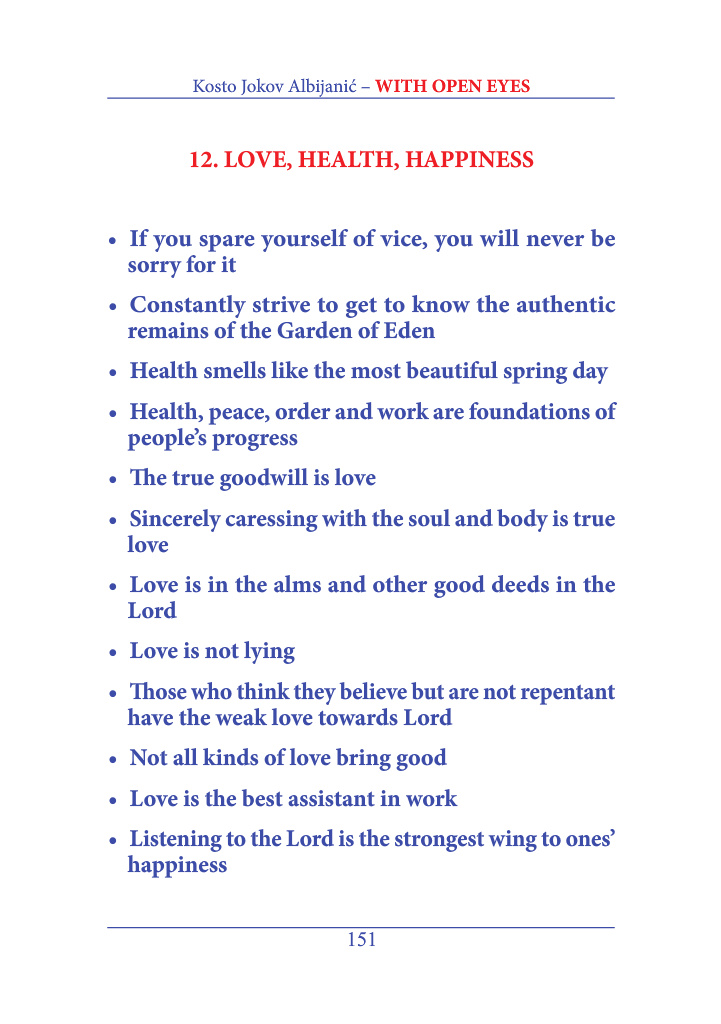 Kosto Jokov Albijanić – WITH OPEN EYES
12. LOVE, HEALTH, HAPPINESS
• If you spare yourself of vice, you will never be
sorry for it
• Constantly strive to get to know the authentic
remains of the Garden of Eden
• Health smells like the most beautiful spring day
• Health, peace, order and work are foundations of
people’s progress
• The true goodwill is love
• Sincerely caressing with the soul and body is true
love
• Love is in the alms and other good deeds in the
Lord
• Love is not lying
• Those who think they believe but are not repentant
have the weak love towards Lord
• Not all kinds of love bring good
• Love is the best assistant in work
• Listening to the Lord is the strongest wing to ones’
happiness
151